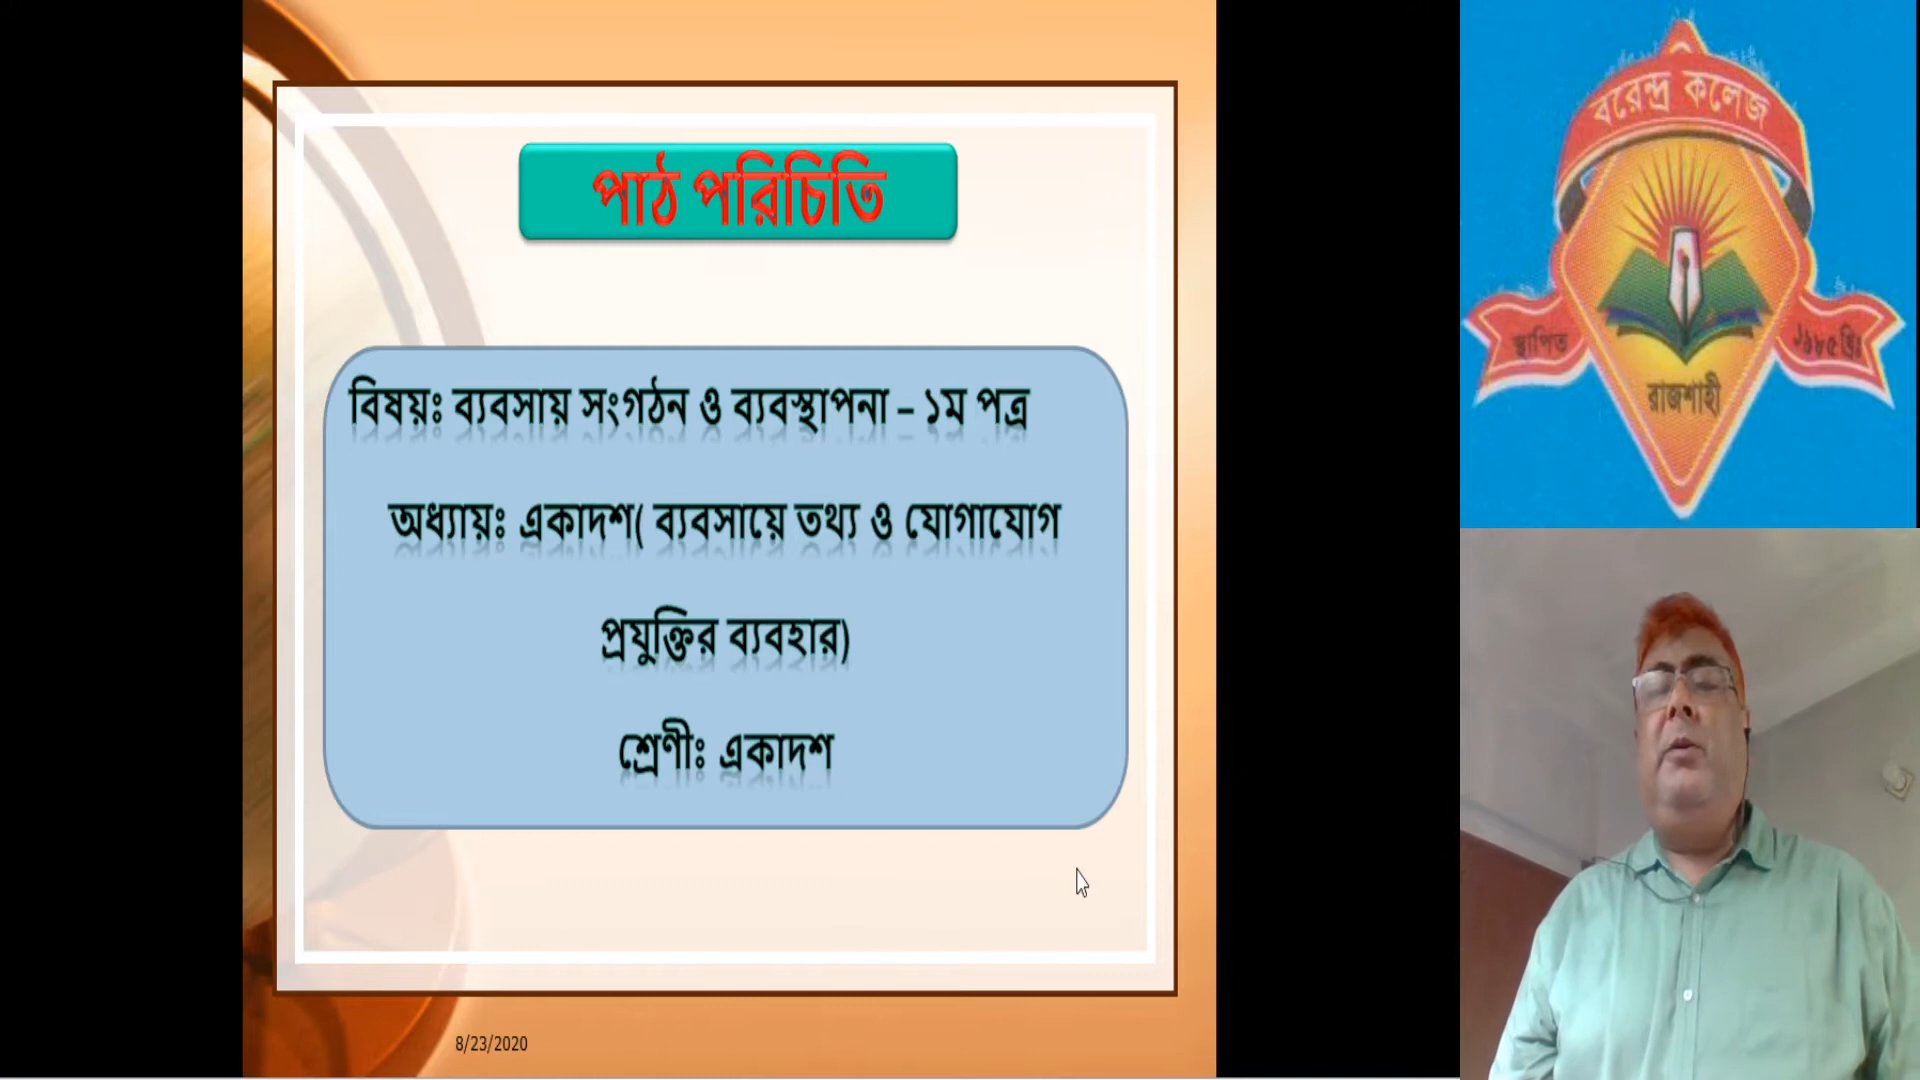 পাঠ পরিচিতি
বিষয়ঃ ব্যবসায় সংগঠন ও ব্যবস্থাপনা – ১ম পত্র
অধ্যায়ঃ একাদশ( ব্যবসায়ে তথ্য ও যোগাযোগ
প্রযুক্তির ব্যবহার)
শ্রেণীঃ একাদশ
8/23/2020
বরেন্দ্র কলেজ
স্থাপিত
১৯৮৫ খ্রিঃ
রাজশাহী